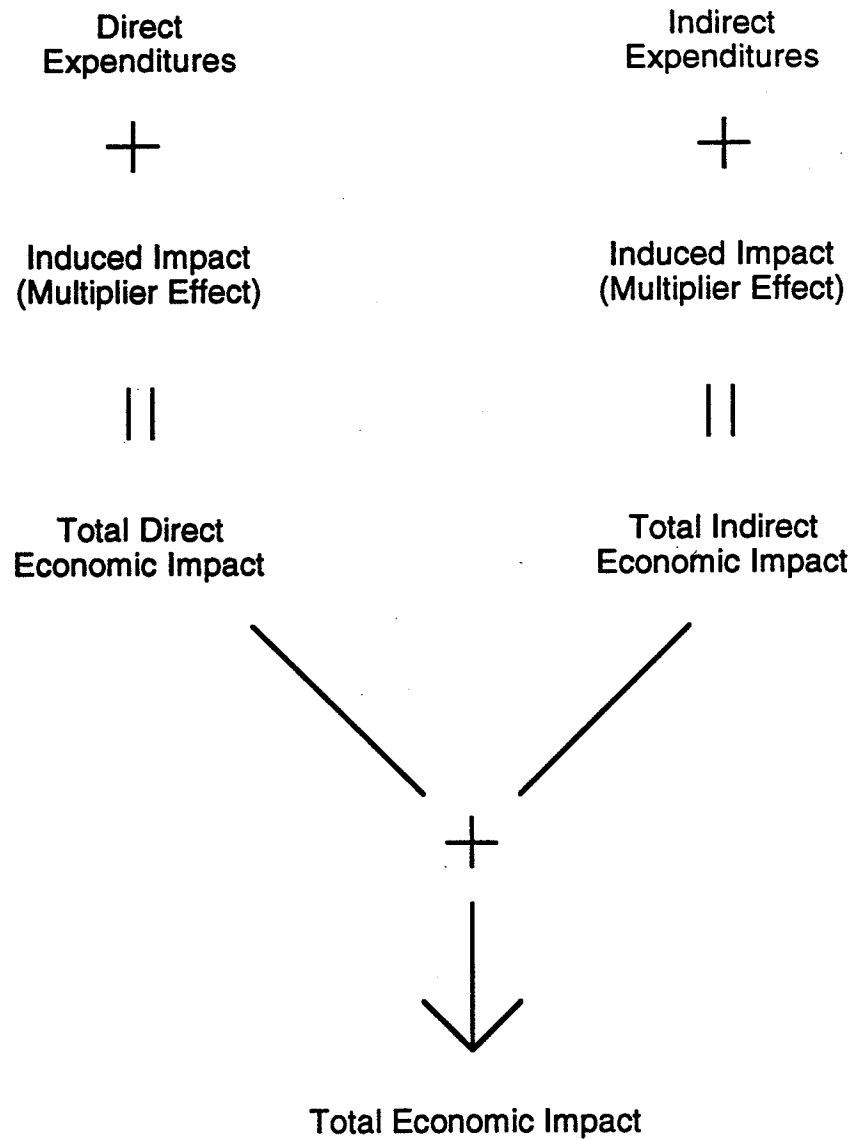 Direct
Expenditures
+
Induced Impact
(Multiplier Effect)
||
Total Direct
Economic Impact
Indirect
Expenditures
+
Induced Impact
(Multiplier Effect)
||
Total Indirect
Economic Impact
+
Total Economic Impact